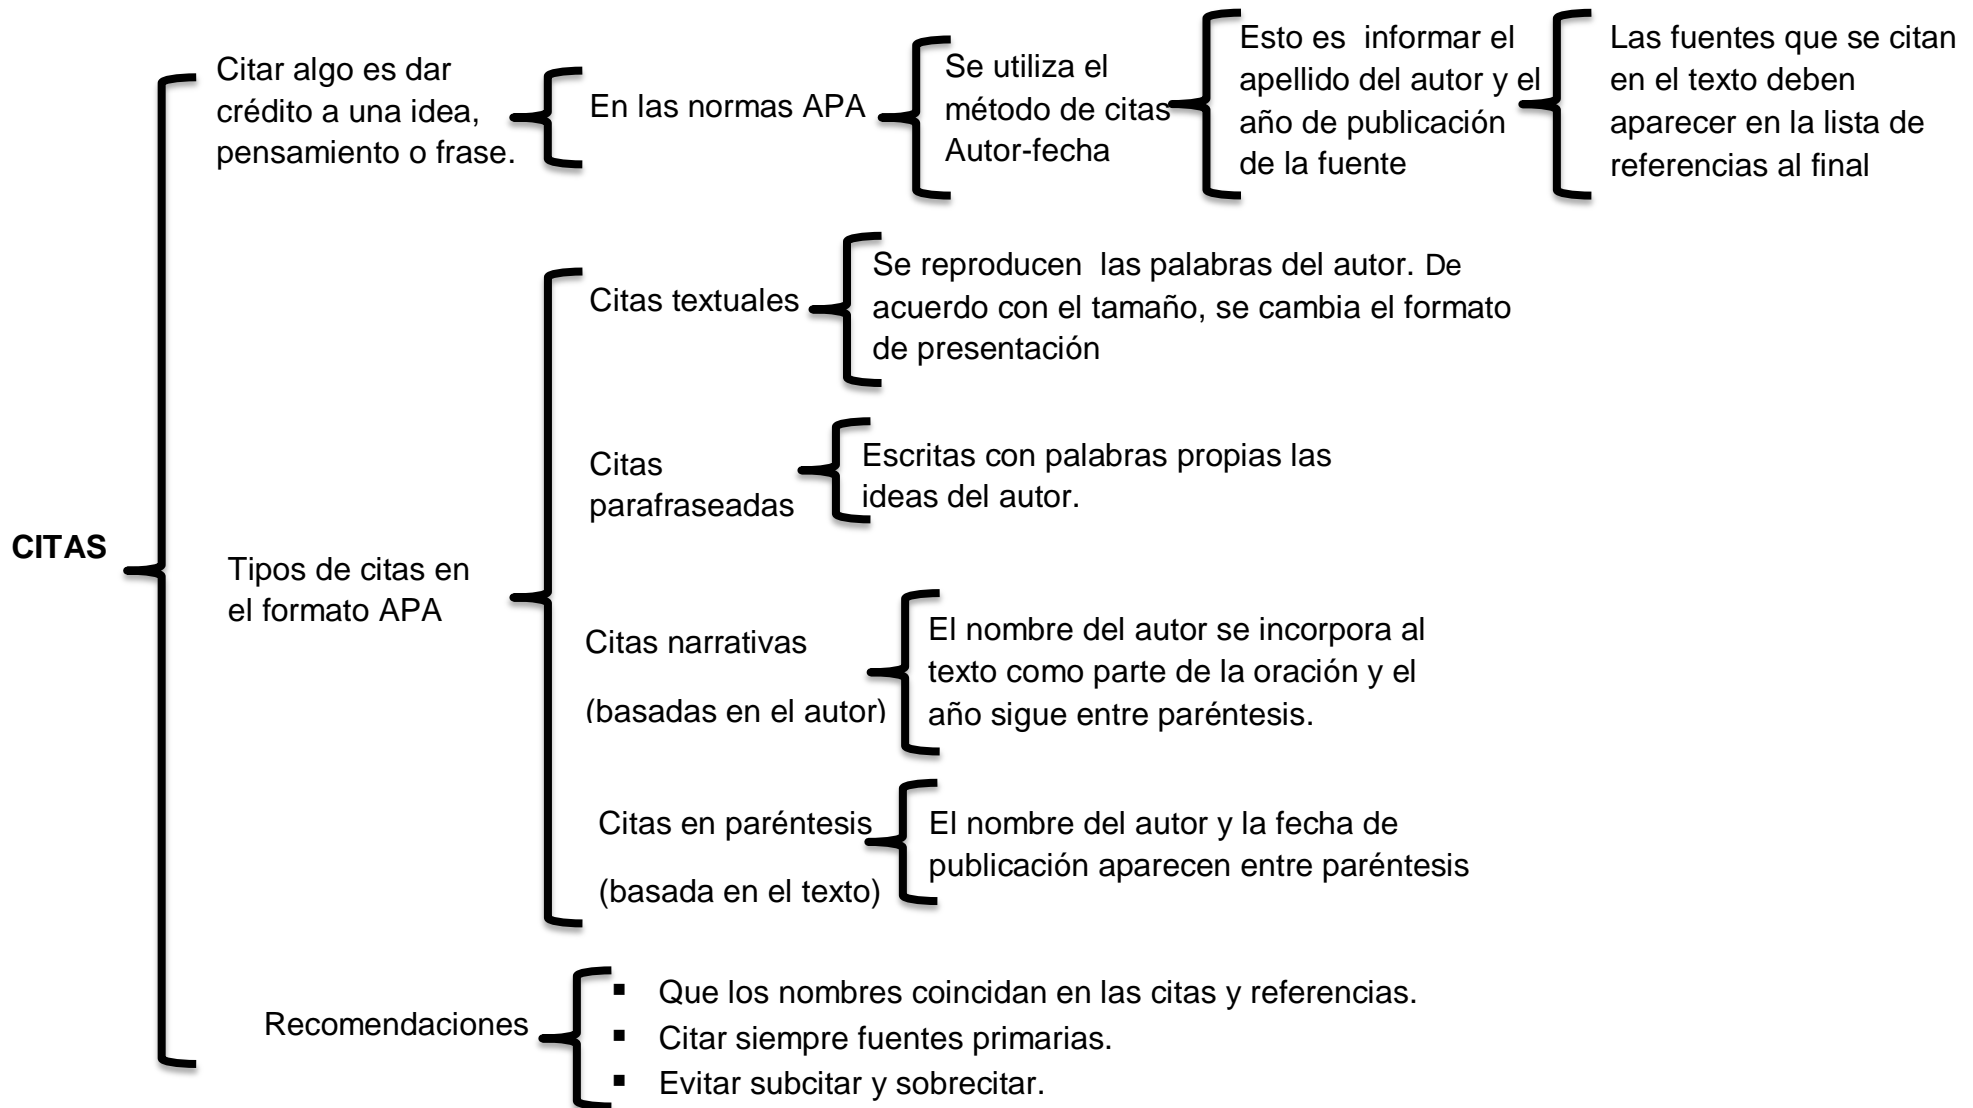 CITAS
Citar algo es dar
crédito a una idea,
pensamiento o frase.
En las normas APA
Se utiliza el
método de citas
Autor-fecha
Esto es  informar el
apellido del autor y el
año de publicación
de la fuente
Las fuentes que se citan
en el texto deben
aparecer en la lista de
referencias al final
Tipos de citas en
el formato APA
Citas textuales
Se reproducen  las palabras del autor. De
acuerdo con el tamaño, se cambia el formato
de presentación
Citas
parafraseadas
Escritas con palabras propias las
ideas del autor.
Citas narrativas
(basadas en el autor)
El nombre del autor se incorpora al
texto como parte de la oración y el
año sigue entre paréntesis.
Citas en paréntesis
(basada en el texto)
El nombre del autor y la fecha de
publicación aparecen entre paréntesis
Recomendaciones
▪ Que los nombres coincidan en las citas y referencias.
▪ Citar siempre fuentes primarias.
▪ Evitar subcitar y sobrecitar.